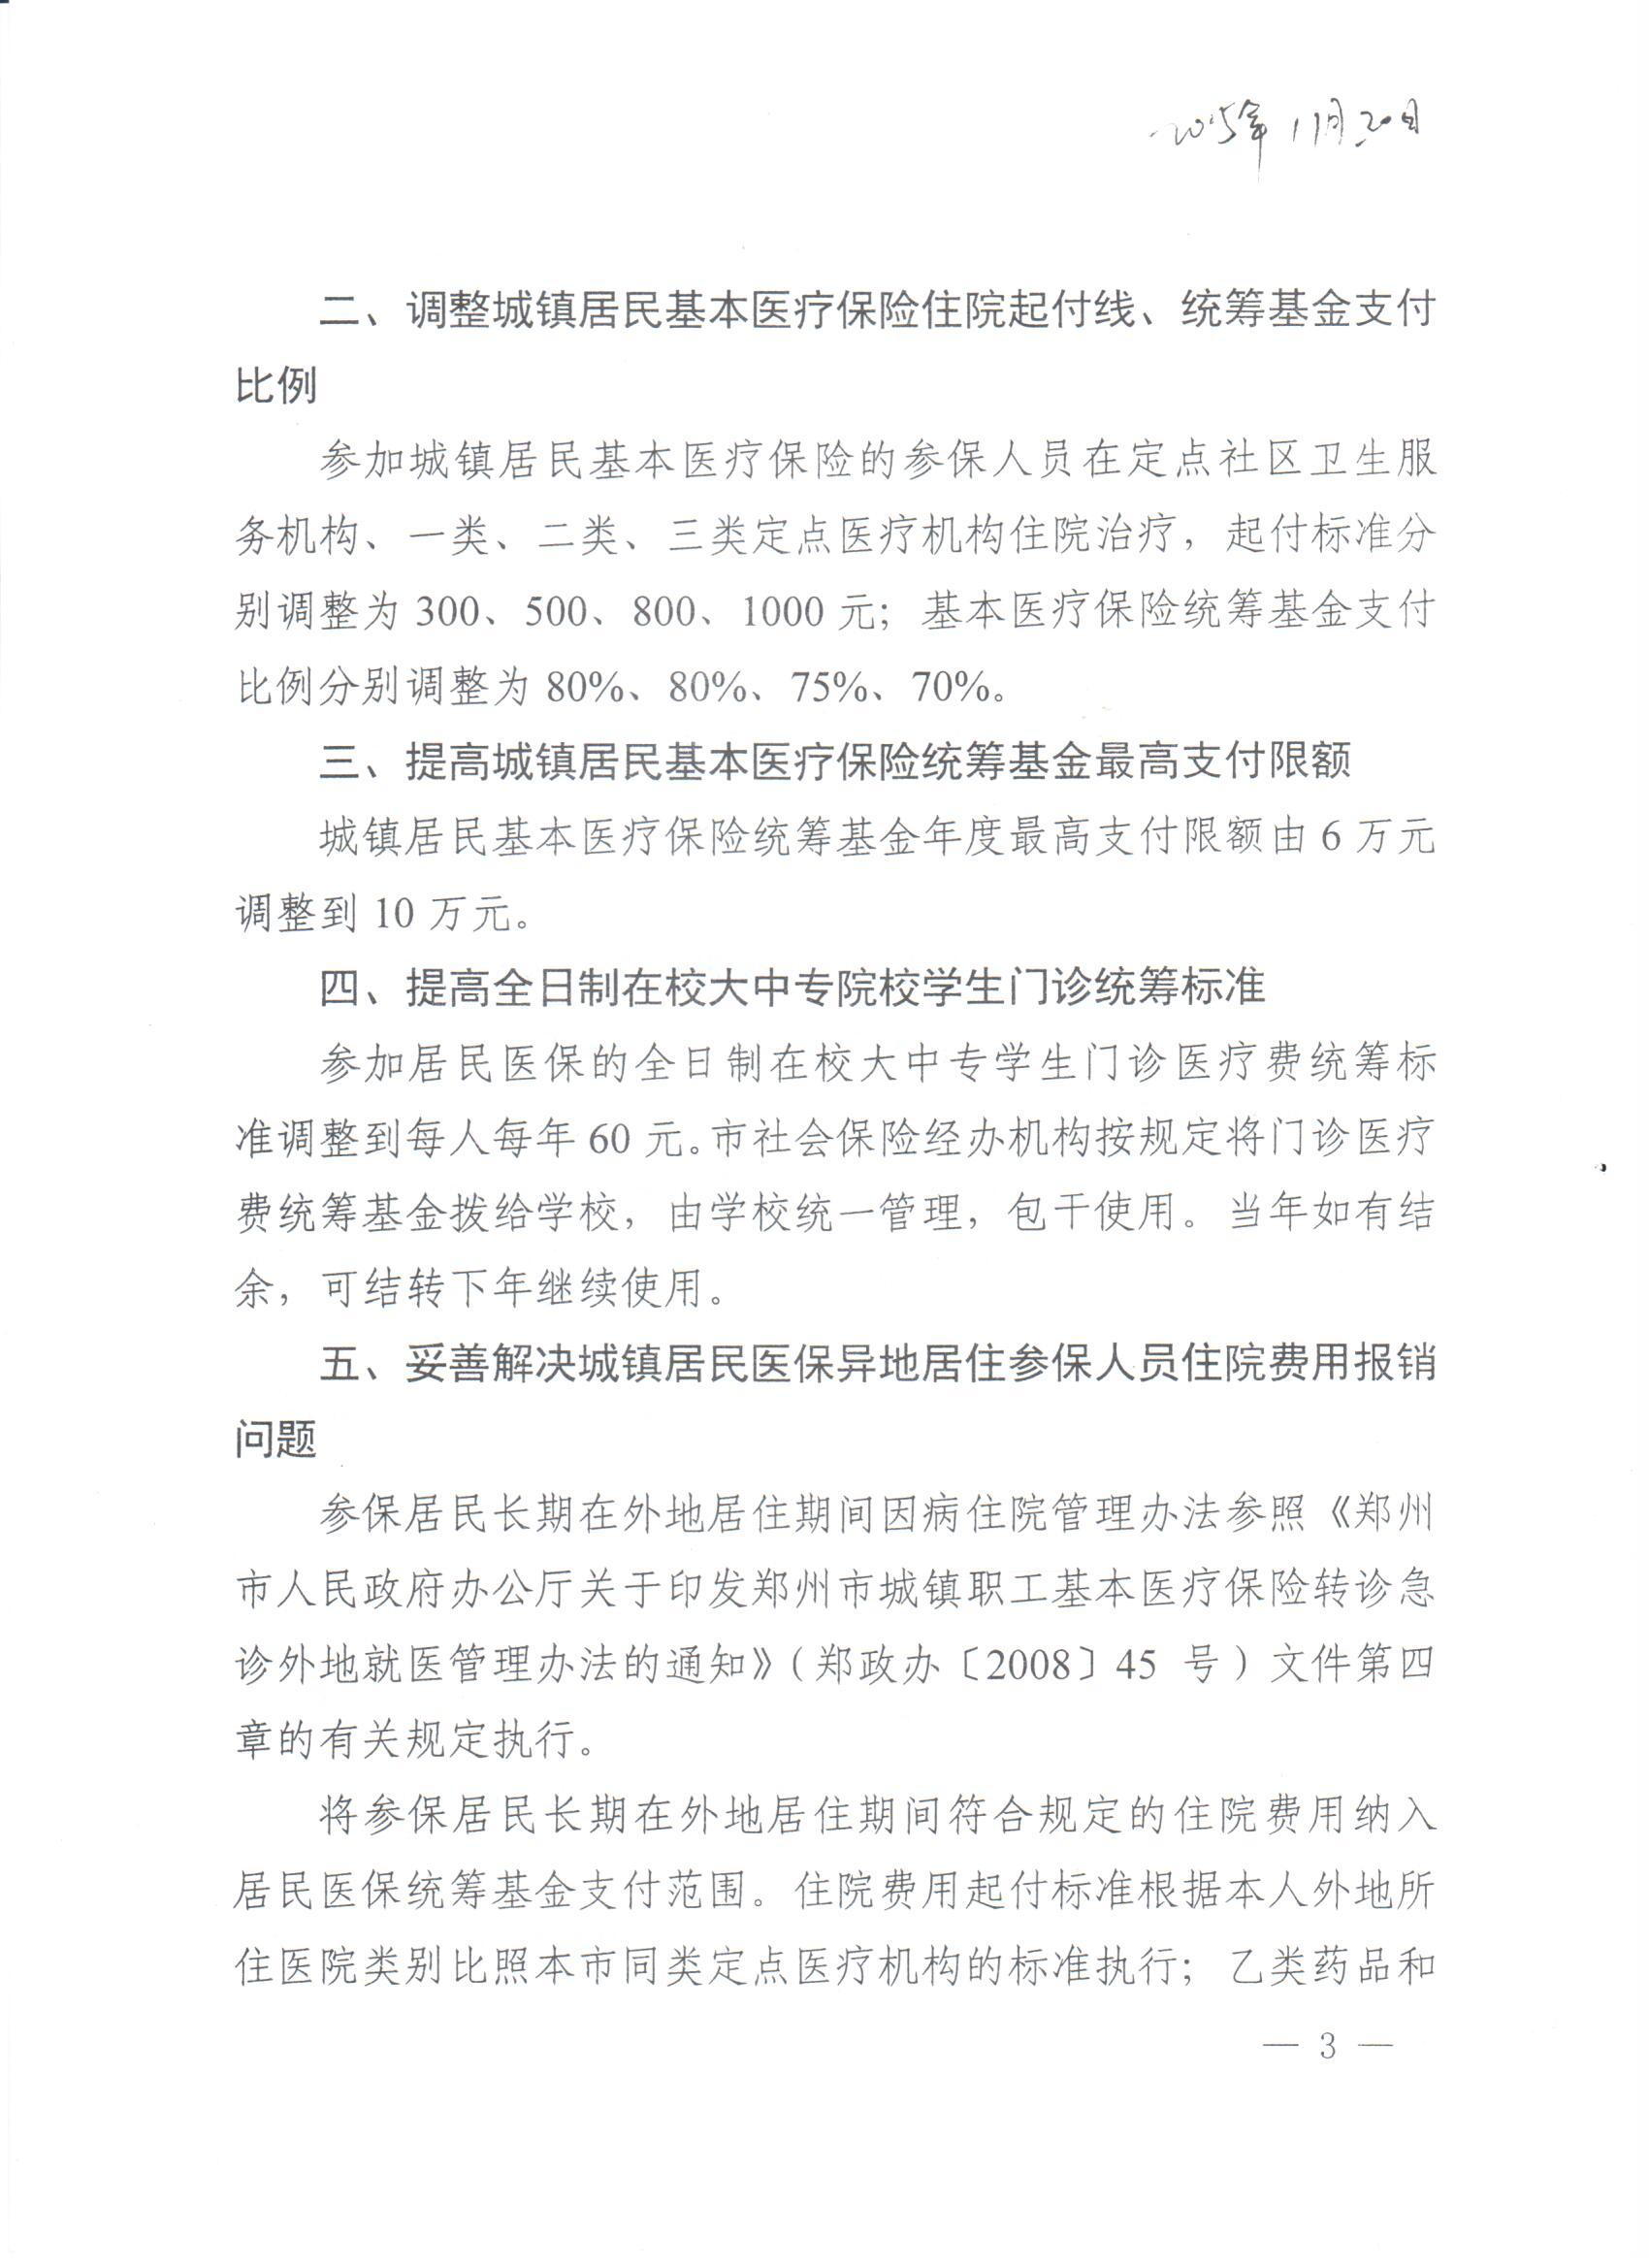 2015年11月20日
二、调整城镇居民基本医疗保险住院起付线、统筹基金支付
比例
参加城镇居民基本医疗保险的参保人员在定点社区卫生服
务机构、一类、二类、三类定点医疗机构住院治疗，起付标准分
别调整为 300、500、800、1000 元；基本医疗保险统筹基金支付
比例分别调整为 80%、80%、75%、70%。
三、提高城镇居民基本医疗保险统筹基金最高支付限额
城镇居民基本医疗保险统筹基金年度最高支付限额由 6 万元
调整到 10 万元。
四、提高全日制在校大中专院校学生门诊统筹标准
参加居民医保的全日制在校大中专学生门诊医疗费统筹标
准调整到每人每年 60 元。市社会保险经办机构按规定将门诊医疗
费统筹基金拨给学校，由学校统一管理，包干使用。当年如有结
余，可结转下年继续使用。
五、妥善解决城镇居民医保异地居住参保人员住院费用报销
问题
参保居民长期在外地居住期间因病住院管理办法参照《郑州
市人民政府办公厅关于印发郑州市城镇职工基本医疗保险转诊急
诊外地就医管理办法的通知》（郑政办〔2008〕45 号）文件第四
章的有关规定执行。
将参保居民长期在外地居住期间符合规定的住院费用纳入
居民医保统筹基金支付范围。住院费用起付标准根据本人外地所
住医院类别比照本市同类定点医疗机构的标准执行；乙类药品和
— 3 —